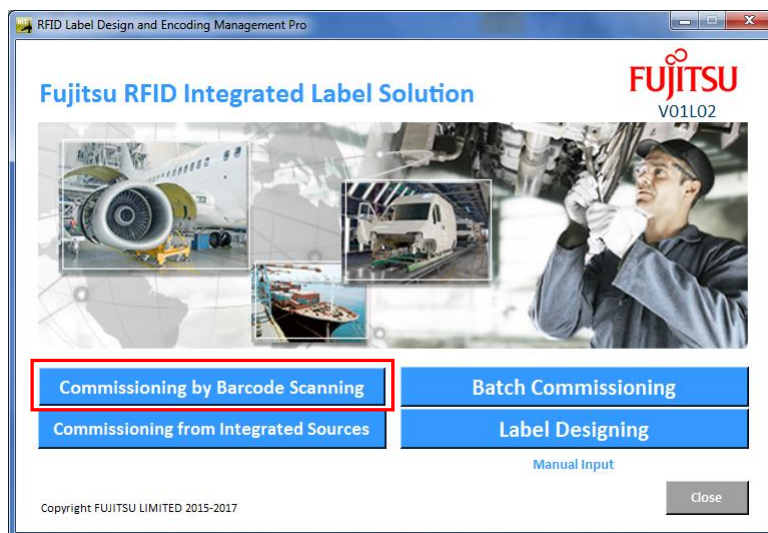 RFID Label Design and Encoding Management Pro
Fujitsu RFID Integrated Label Solution
FUJITSU
V01L02
Commissioning by Barcode Scanning
Batch Commissioning
Commissioning from Integrated Sources
Label Designing
Manual Input
Close
Copyright FUJITSU LIMITED 2015-2017